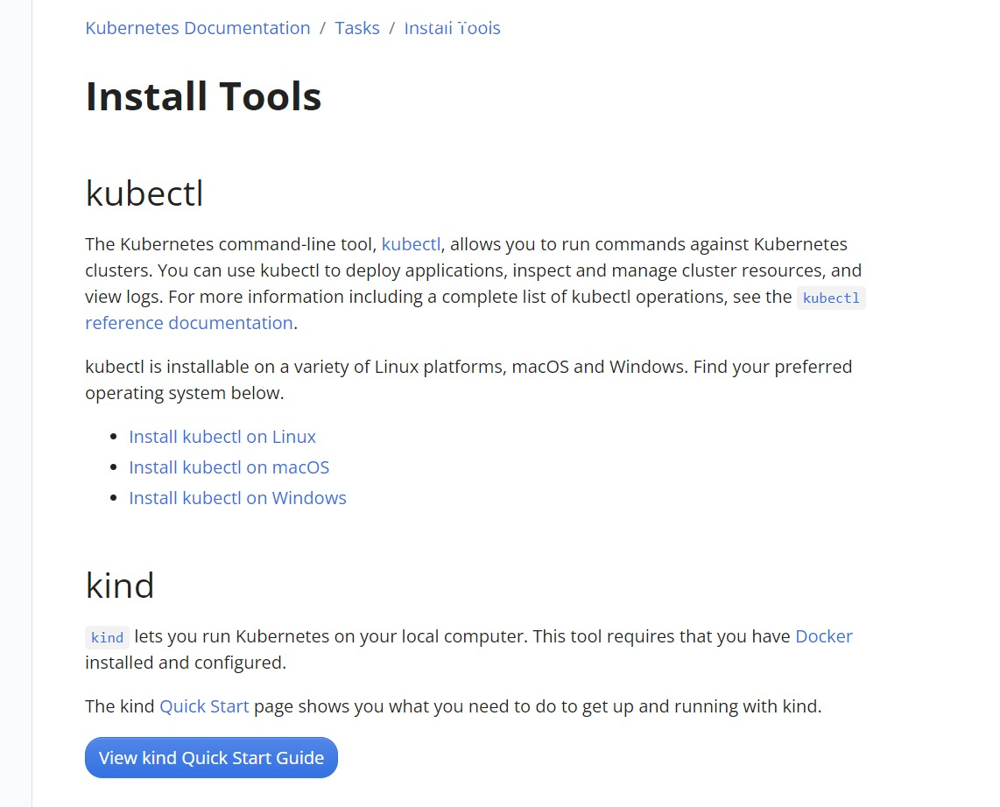 Kubernetes Documentation / Tasks / Install Tools
Install Tools
kubectl
The Kubernetes command-line tool, kubectl, allows you to run commands against Kubernetes
clusters. You can use kubectl to deploy applications, inspect and manage cluster resources, and
view logs. For more information including a complete list of kubectl operations, see the kubectl
reference documentation.
kubectl is installable on a variety of Linux platforms, macOS and Windows. Find your preferred
operating system below.
• Install kubectl on Linux
• Install kubectl on macOS
• Install kubectl on Windows
kind
kind lets you run Kubernetes on your local computer. This tool requires that you have Docker
installed and configured.
The kind Quick Start page shows you what you need to do to get up and running with kind.
View kind Quick Start Guide